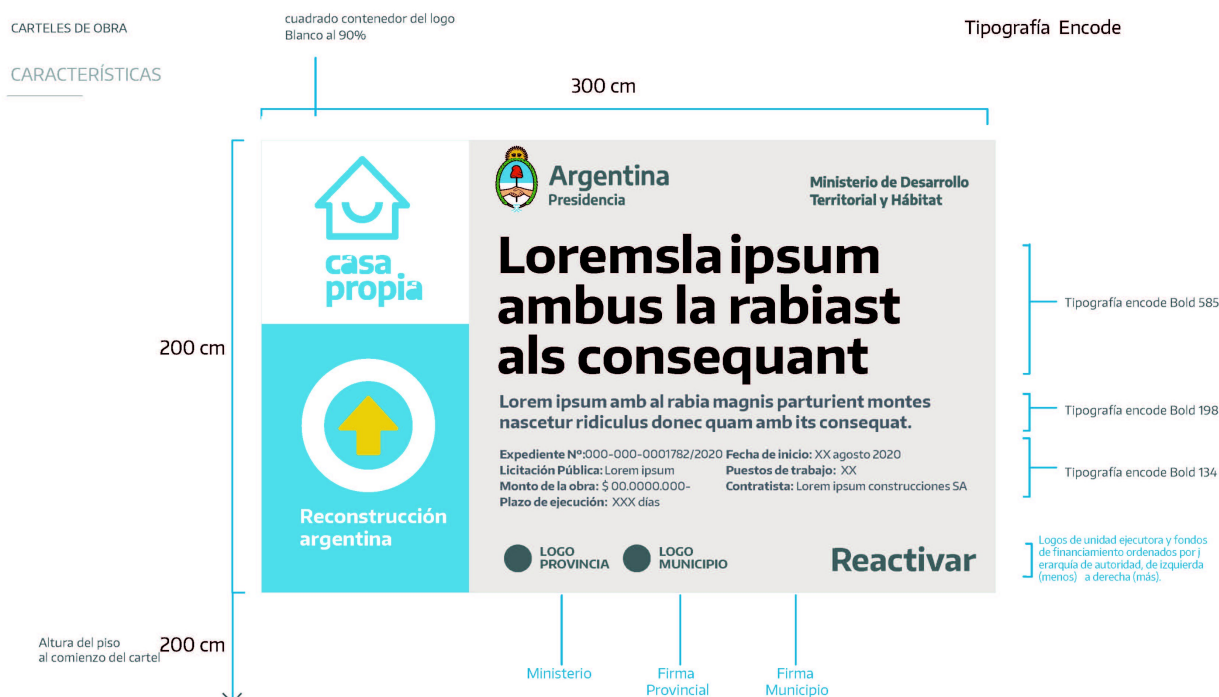 CARTELES DE OBRA
CARACTERÍSTICAS
cuadrado contenedor del logo
Blanco al 90%
Tipografía Encode
300 cm
200 cm
casa
propia
Reconstrucción
argentina
Argentina
Presidencia
Ministerio de Desarrollo
Territorial y Hábitat
Loremsla ipsum
ambus la rabiast
als consequant
Lorem ipsum amb al rabia magnis parturient montes
nascetur ridiculus donec quam amb its consequat.
Expediente Nº:000-000-0001782/2020 Fecha de inicio: XX agosto 2020
Licitación Pública: Lorem ipsum Puestos de trabajo: XX
Monto de la obra: $ 00.0000.000- Contratista: Lorem ipsum construcciones SA
Plazo de ejecución: XXX días
LOGO
PROVINCIA
LOGO
MUNICIPIO
Reactivar
Tipografía encode Bold 585
Tipografía encode Bold 198
Tipografía encode Bold 134
Logos de unidad ejecutora y fondos
de financiamiento ordenados por j
erarquía de autoridad, de izquierda
(menos) a derecha (más).
Altura del piso
al comienzo del cartel
200 cm
Ministerio
Firma
Provincial
Firma
Municipio